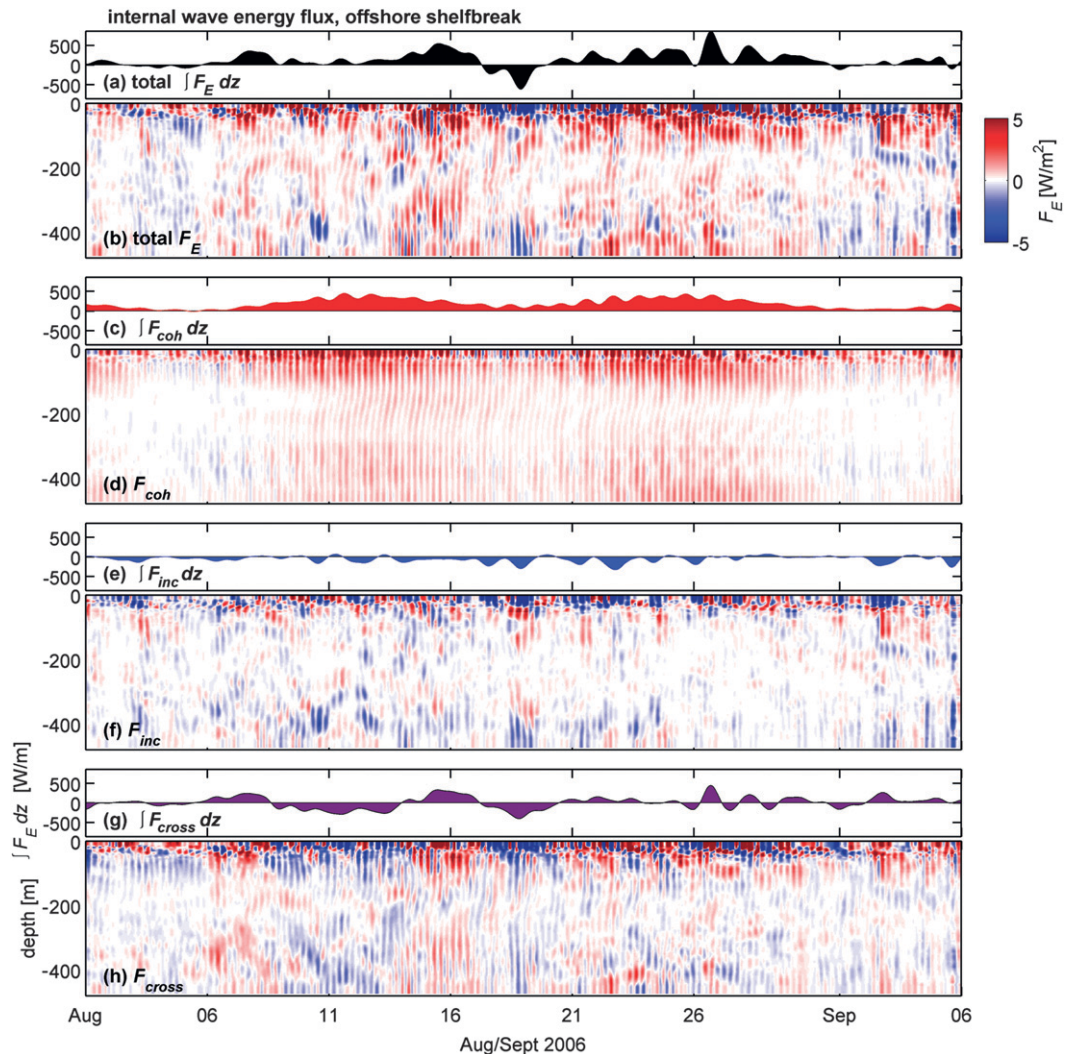 internal wave energy flux, offshore shelfbreak
500
0
-500
(a) total ∫ F_E dz
0
-200
-400
(b) total F_E
5
0
-5
F_E [W/m²]
500
0
-500
(c) ∫ F_coh dz
0
-200
-400
(d) F_coh
500
0
-500
(e) ∫ F_inc dz
0
-200
-400
(f) F_inc
500
0
-500
(g) ∫ F_cross dz
0
-200
-400
(h) F_cross
depth [m] ∫ F_E dz [W/m]
Aug 06 11 16 21 26 Sep 06
Aug/Sept 2006